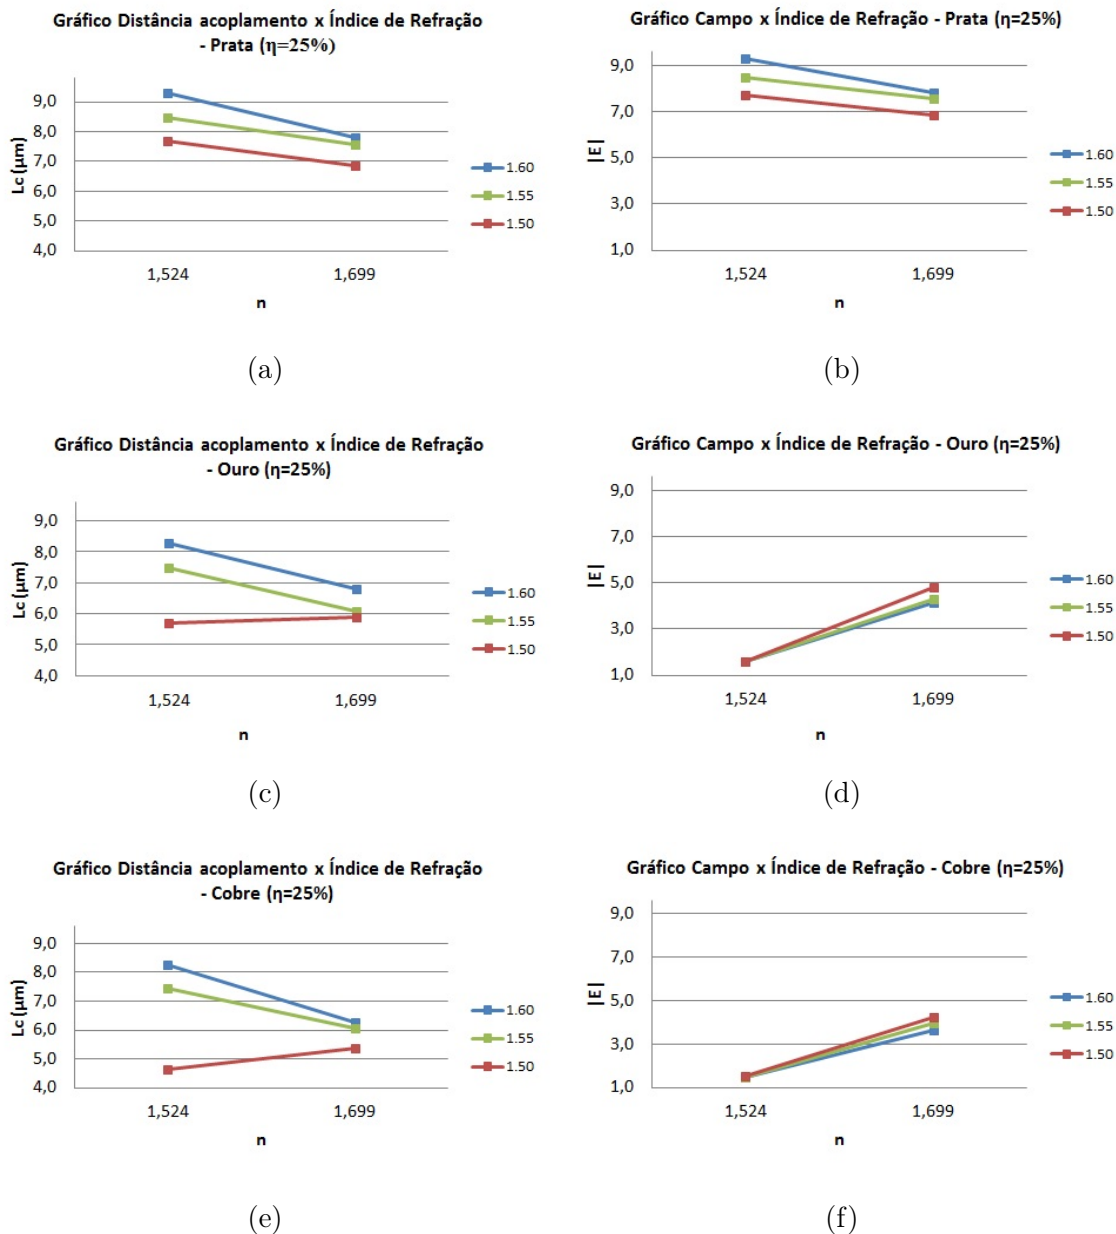 Gráfico Distância acoplamento x Índice de Refração
- Prata (η=25%)
Lc (µm)
9,0
8,0
7,0
6,0
5,0
4,0
1,524
1,699
n
1.60
1.55
1.50
(a)
Gráfico Campo x Índice de Refração - Prata (η=25%)
|E|
9,0
7,0
5,0
3,0
1,0
1,524
1,699
n
1.60
1.55
1.50
(b)
Gráfico Distância acoplamento x Índice de Refração
- Ouro (η=25%)
Lc (µm)
9,0
8,0
7,0
6,0
5,0
4,0
1,524
1,699
n
1.60
1.55
1.50
(c)
Gráfico Campo x Índice de Refração - Ouro (η=25%)
|E|
9,0
7,0
5,0
3,0
1,0
1,524
1,699
n
1.60
1.55
1.50
(d)
Gráfico Distância acoplamento x Índice de Refração
- Cobre (η=25%)
Lc (µm)
9,0
8,0
7,0
6,0
5,0
4,0
1,524
1,699
n
1.60
1.55
1.50
(e)
Gráfico Campo x Índice de Refração - Cobre (η=25%)
|E|
9,0
7,0
5,0
3,0
1,0
1,524
1,699
n
1.60
1.55
1.50
(f)